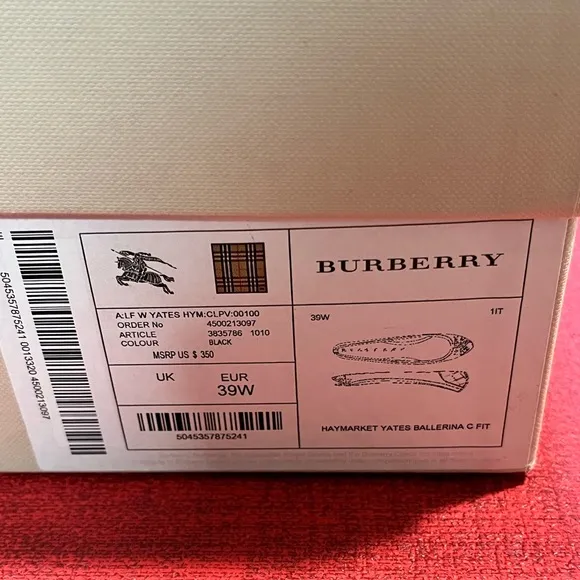 5045357875241 0013320 4500213097
A:LF W YATES HYM:CLPV:00100
ORDER No 4500213097
ARTICLE 3835786 1010
COLOUR BLACK
MSRP US $ 350
UK EUR
39W
5045357875241
BURBERRY
39W 1IT
HAYMARKET YATES BALLERINA C FIT